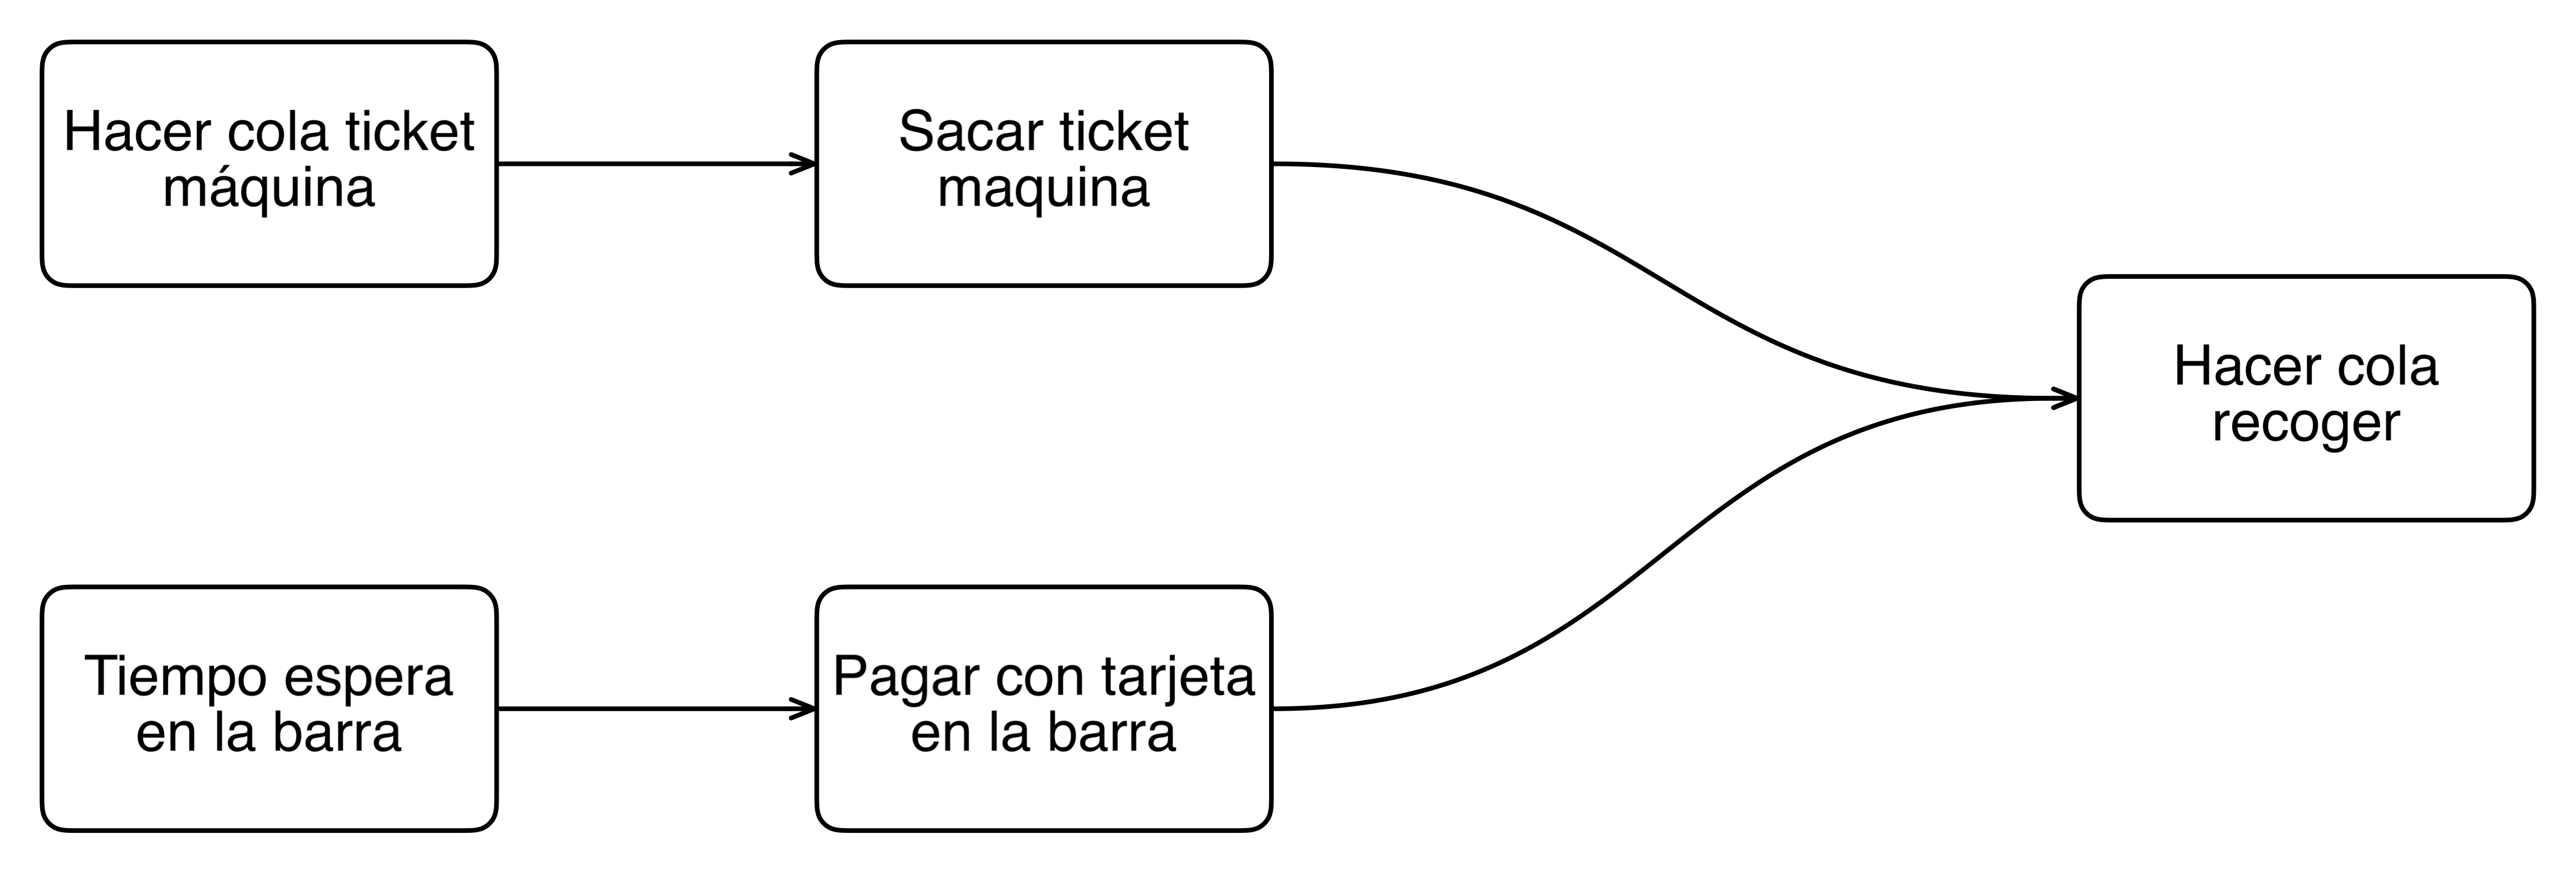 Hacer cola ticket
máquina
Sacar ticket
maquina
Hacer cola
recoger
Tiempo espera
en la barra
Pagar con tarjeta
en la barra